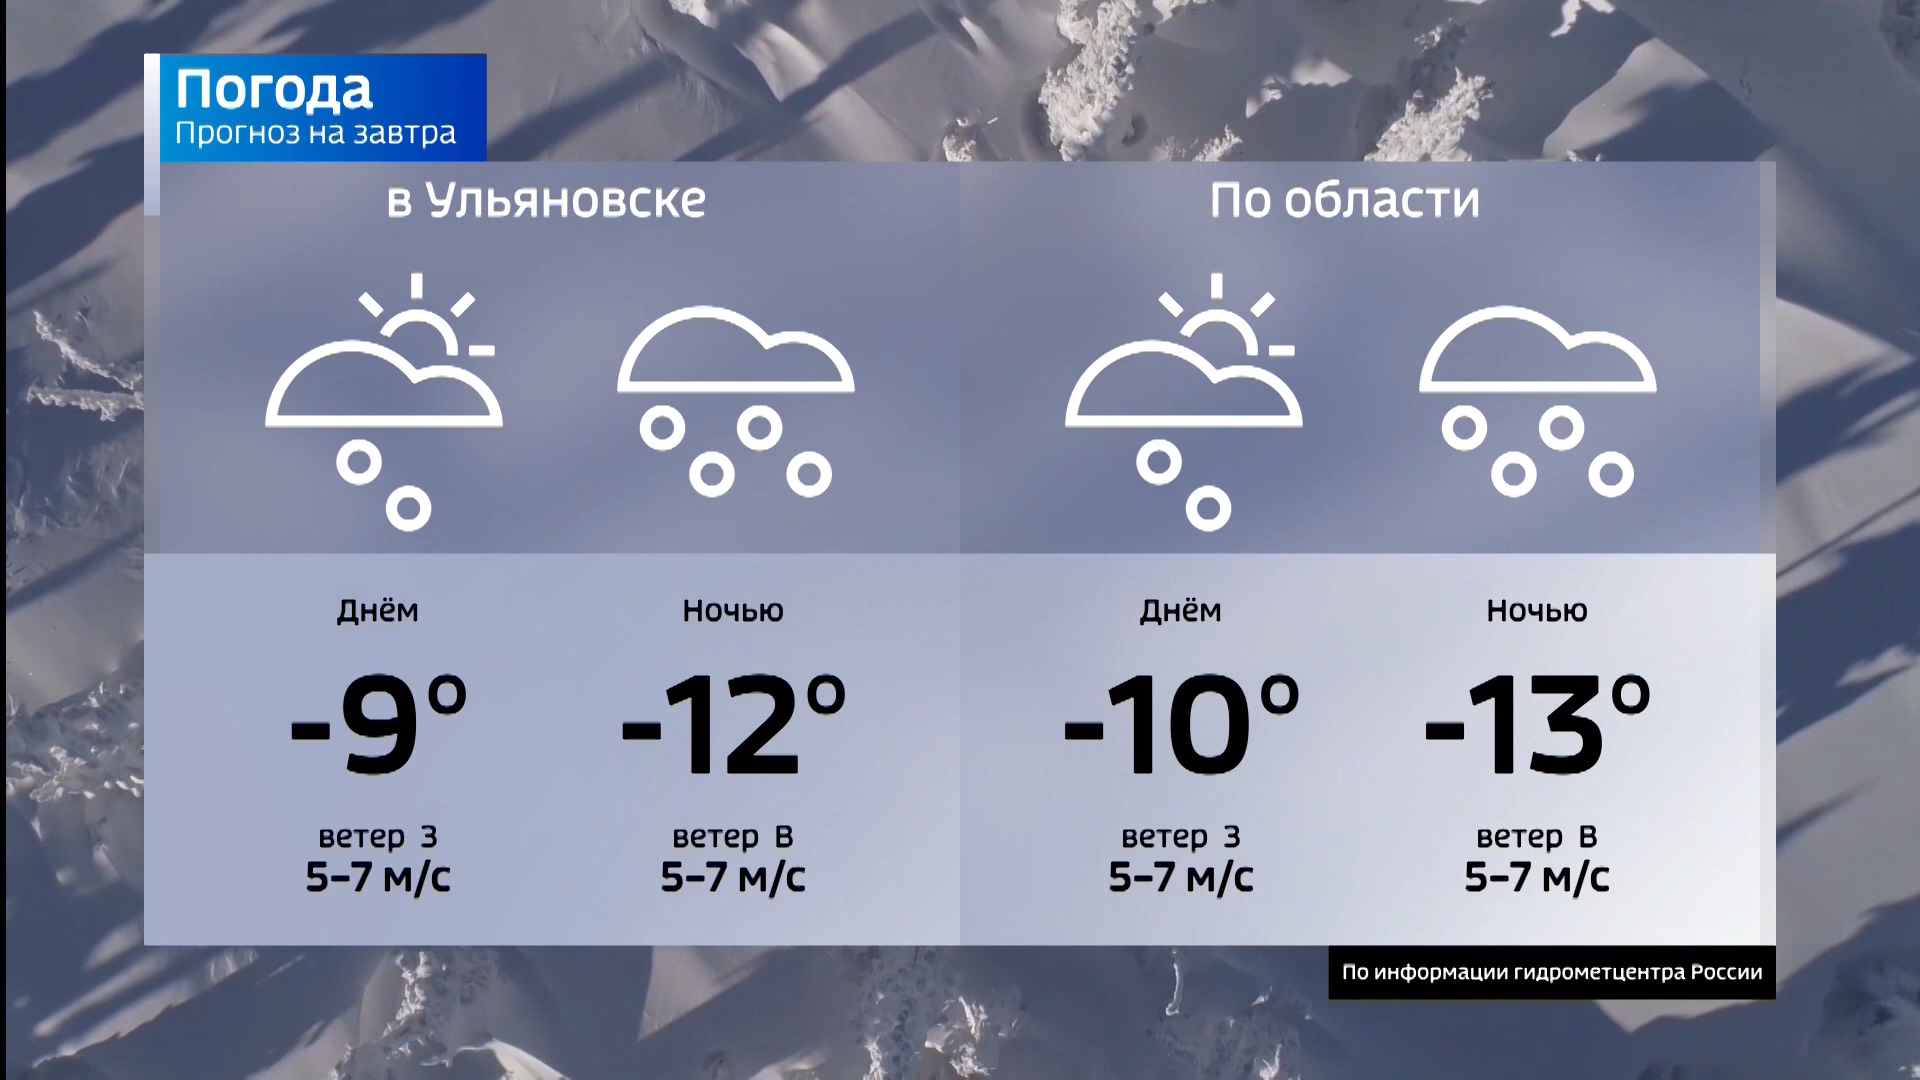 Погода
Прогноз на завтра
в Ульяновске
По области
Днём
Ночью
Днём
Ночью
-9°
-12°
-10°
-13°
ветер З
ветер В
ветер З
ветер В
5–7 м/с
5–7 м/с
5–7 м/с
5–7 м/с
По информации гидрометцентра России